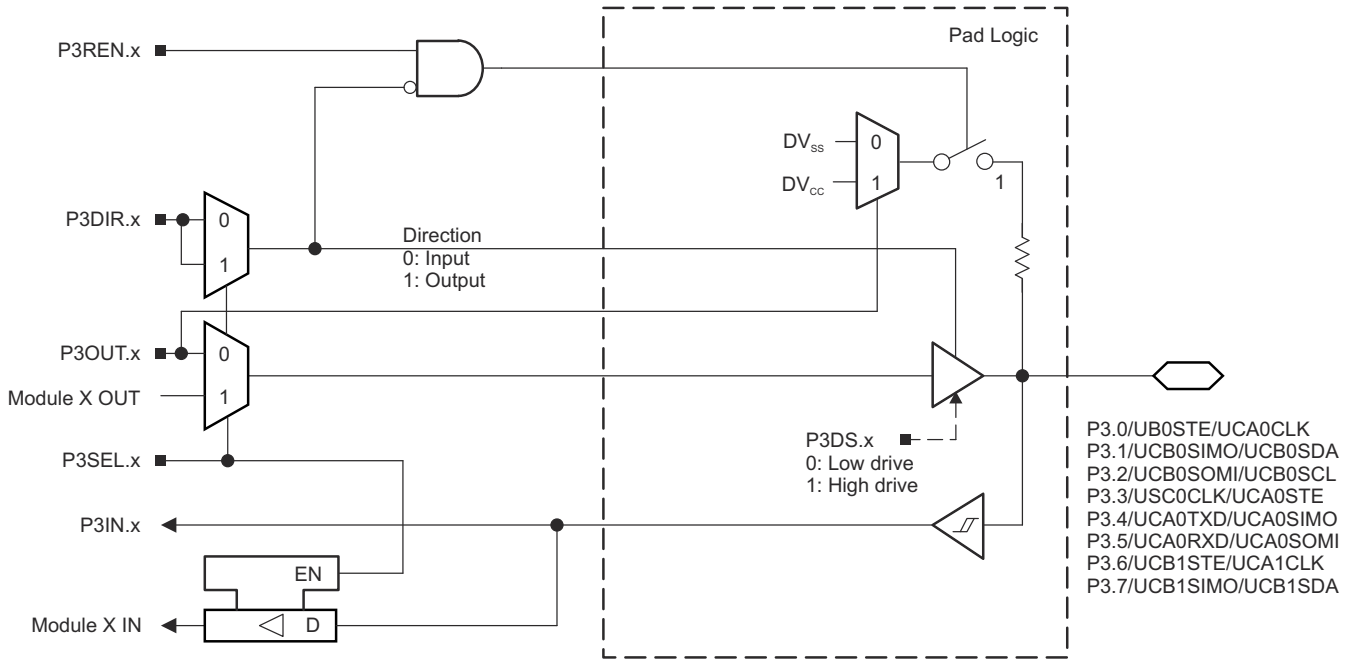 Pad Logic
P3REN.x
DVSS
0
DVCC
1
1
P3DIR.x
0
1
Direction
0: Input
1: Output
P3OUT.x
0
Module X OUT
1
P3DS.x
0: Low drive
1: High drive
P3SEL.x
P3IN.x
EN
D
Module X IN
P3.0/UB0STE/UCA0CLK
P3.1/UCB0SIMO/UCB0SDA
P3.2/UCB0SOMI/UCB0SCL
P3.3/USC0CLK/UCA0STE
P3.4/UCA0TXD/UCA0SIMO
P3.5/UCA0RXD/UCA0SOMI
P3.6/UCB1STE/UCA1CLK
P3.7/UCB1SIMO/UCB1SDA